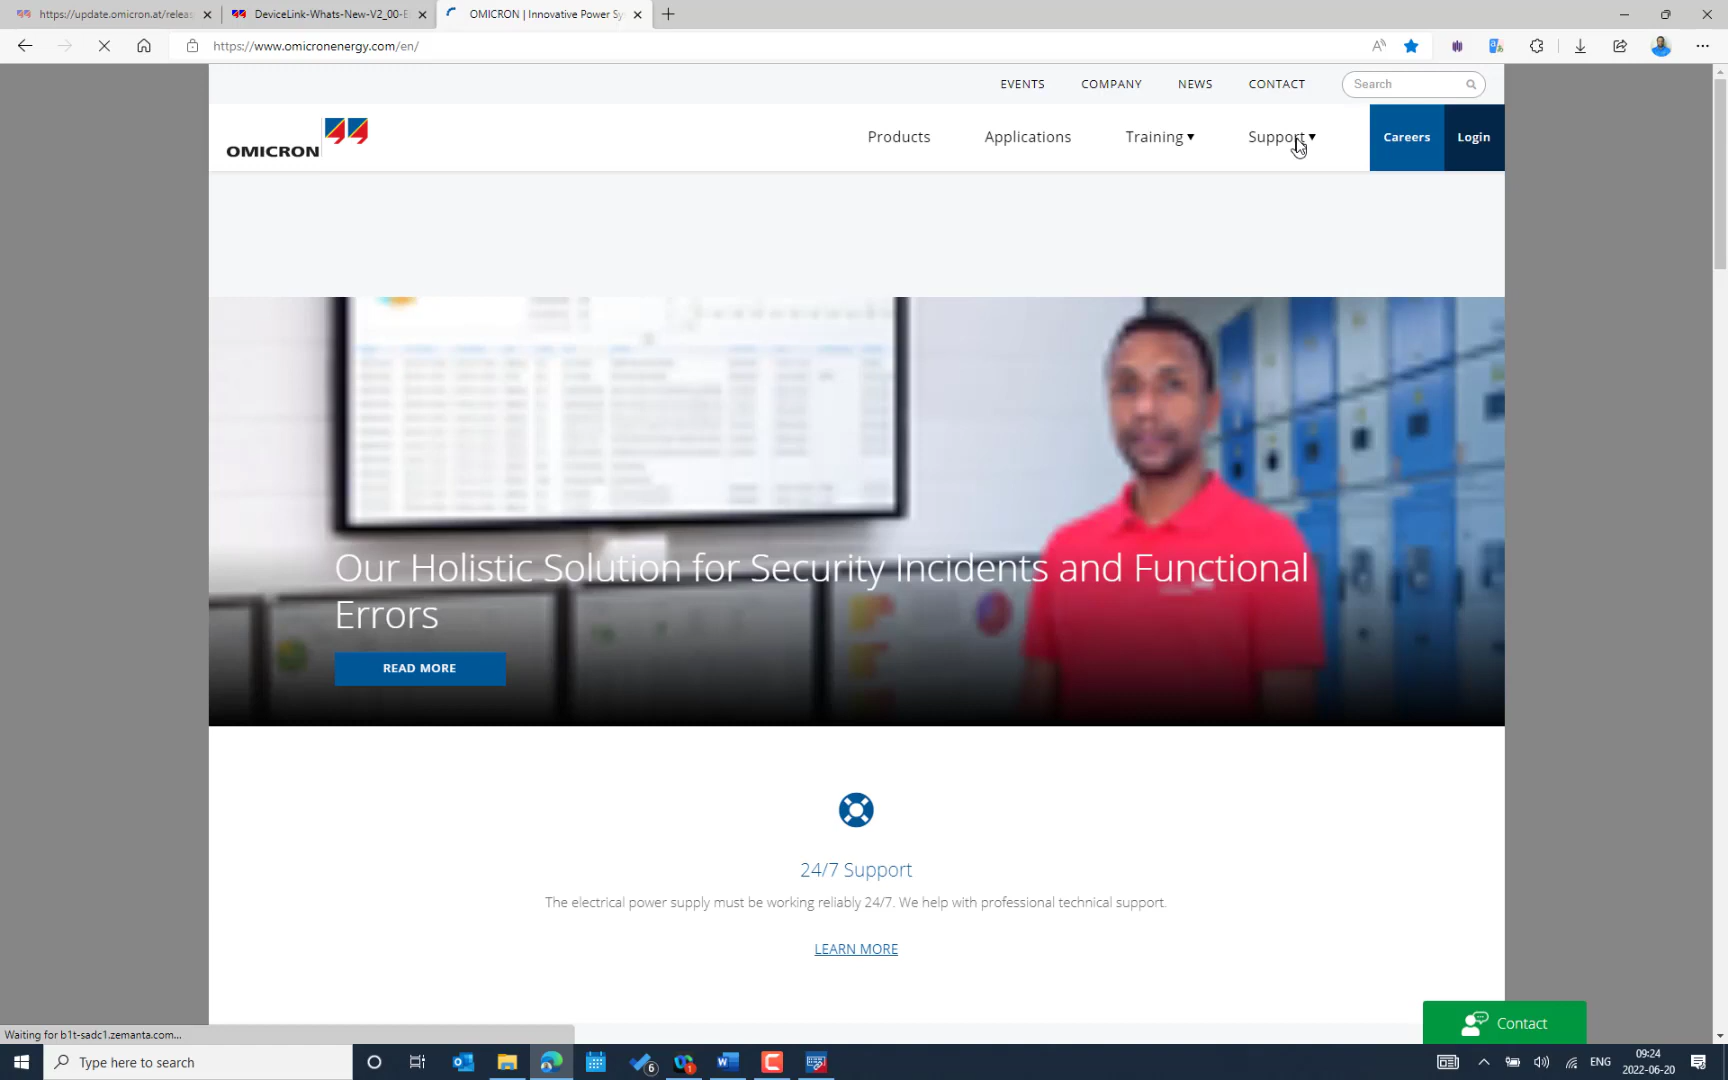 https://update.omicron.at/releas
DeviceLink-Whats-New-V2_00-E
OMICRON | Innovative Power Sy
https://www.omicronenergy.com/en/
EVENTS
COMPANY
NEWS
CONTACT
Search
OMICRON
Products
Applications
Training
Support
Careers
Login
Our Holistic Solution for Security Incidents and Functional
Errors
READ MORE
24/7 Support
The electrical power supply must be working reliably 24/7. We help with professional technical support.
LEARN MORE
Contact
Waiting for b1t-sadc1.zemanta.com...
Type here to search
6
1
ENG
09:24
2022-06-20